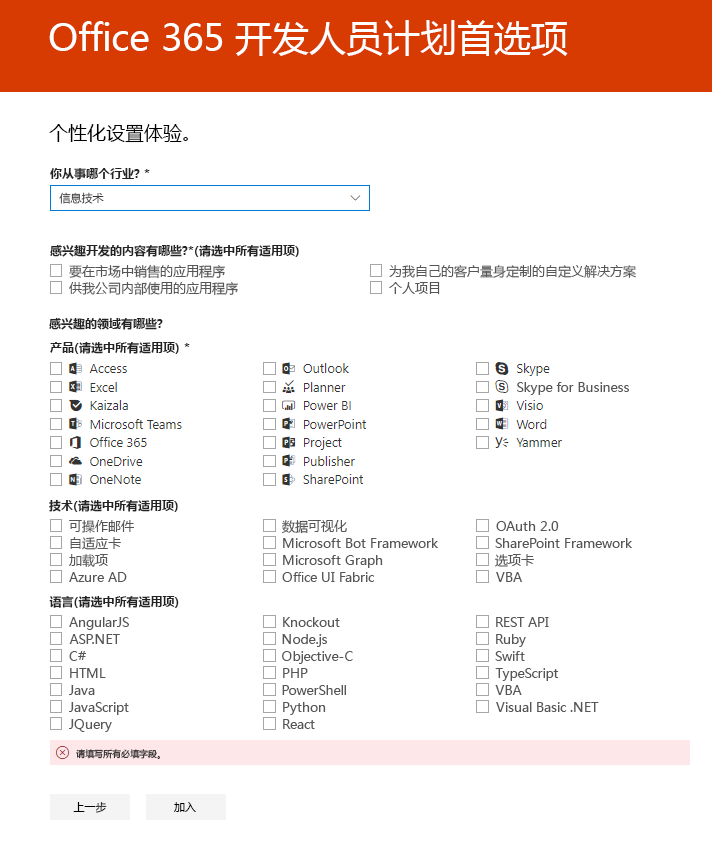 Office 365 开发人员计划首选项
个性化设置体验。
你从事哪个行业? *
信息技术
感兴趣开发的内容有哪些?*(请选中所有适用项)
要在市场中销售的应用程序 为我自己的客户量身定制的自定义解决方案
供我公司内部使用的应用程序 个人项目
感兴趣的领域有哪些?
产品(请选中所有适用项) *
Access Outlook Skype
Excel Planner Skype for Business
Kaizala Power BI Visio
Microsoft Teams PowerPoint Word
Office 365 Project Yammer
OneDrive Publisher
OneNote SharePoint
技术(请选中所有适用项)
可操作邮件 数据可视化 OAuth 2.0
自适应卡 Microsoft Bot Framework SharePoint Framework
加载项 Microsoft Graph 选项卡
Azure AD Office UI Fabric VBA
语言(请选中所有适用项)
AngularJS Knockout REST API
ASP.NET Node.js Ruby
C# Objective-C Swift
HTML PHP TypeScript
Java PowerShell VBA
JavaScript Python Visual Basic .NET
JQuery React
请填写所有必填字段。
上一步 加入